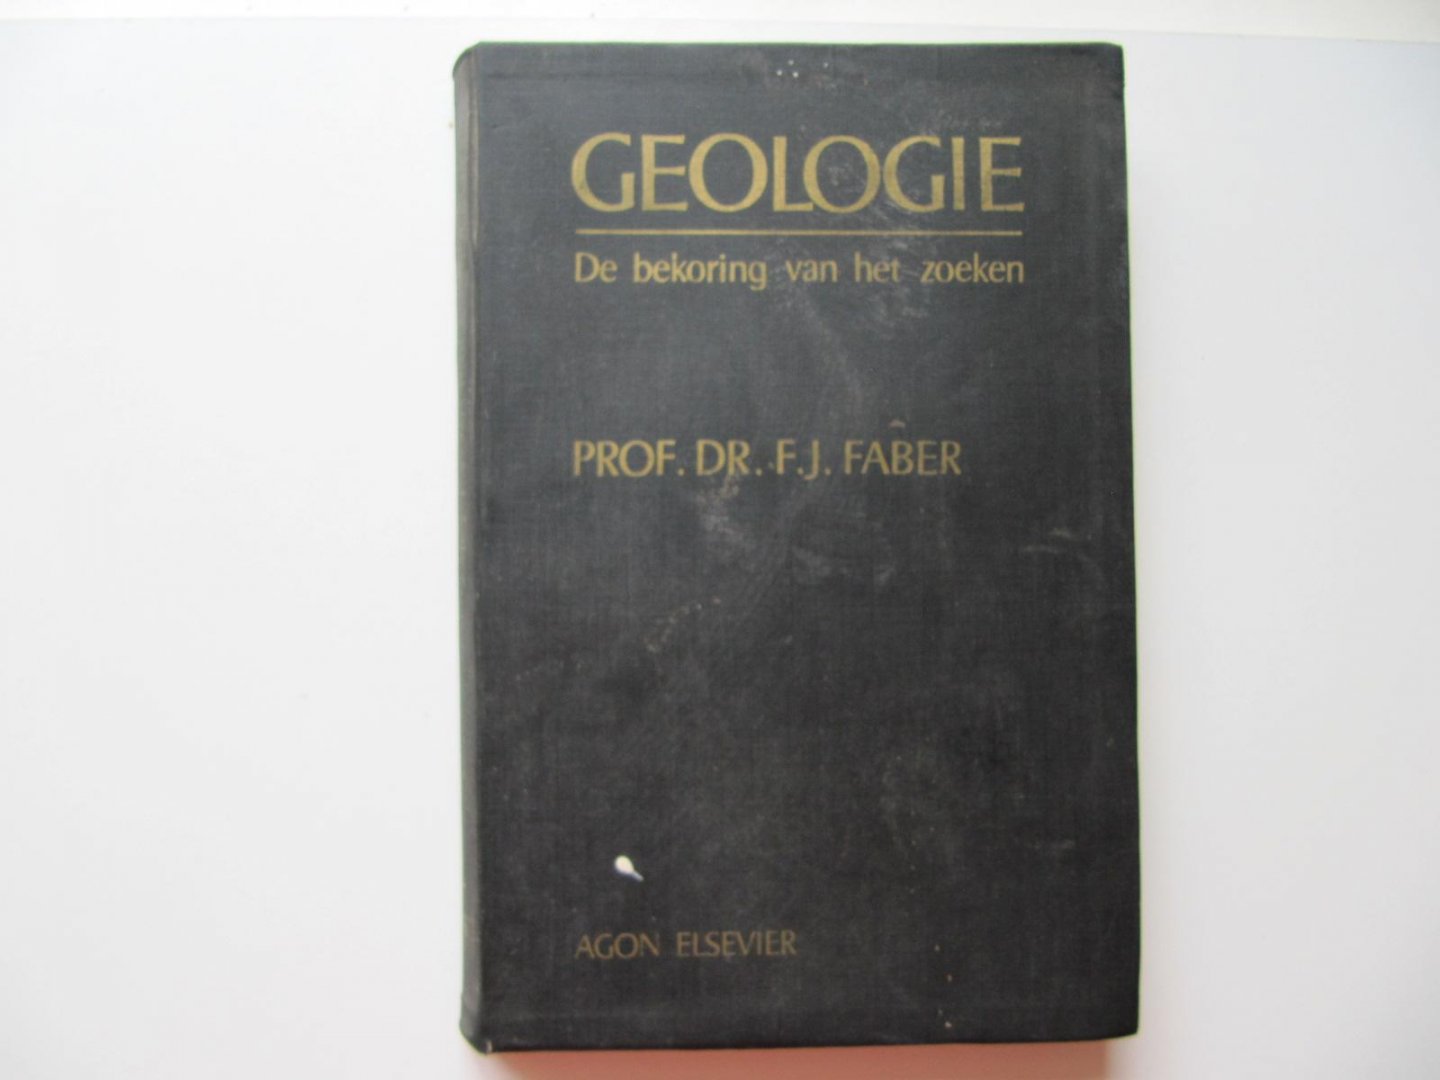 GEOLOGIE
De bekoring van het zoeken
PROF. DR. F.J. FABER
AGON ELSEVIER